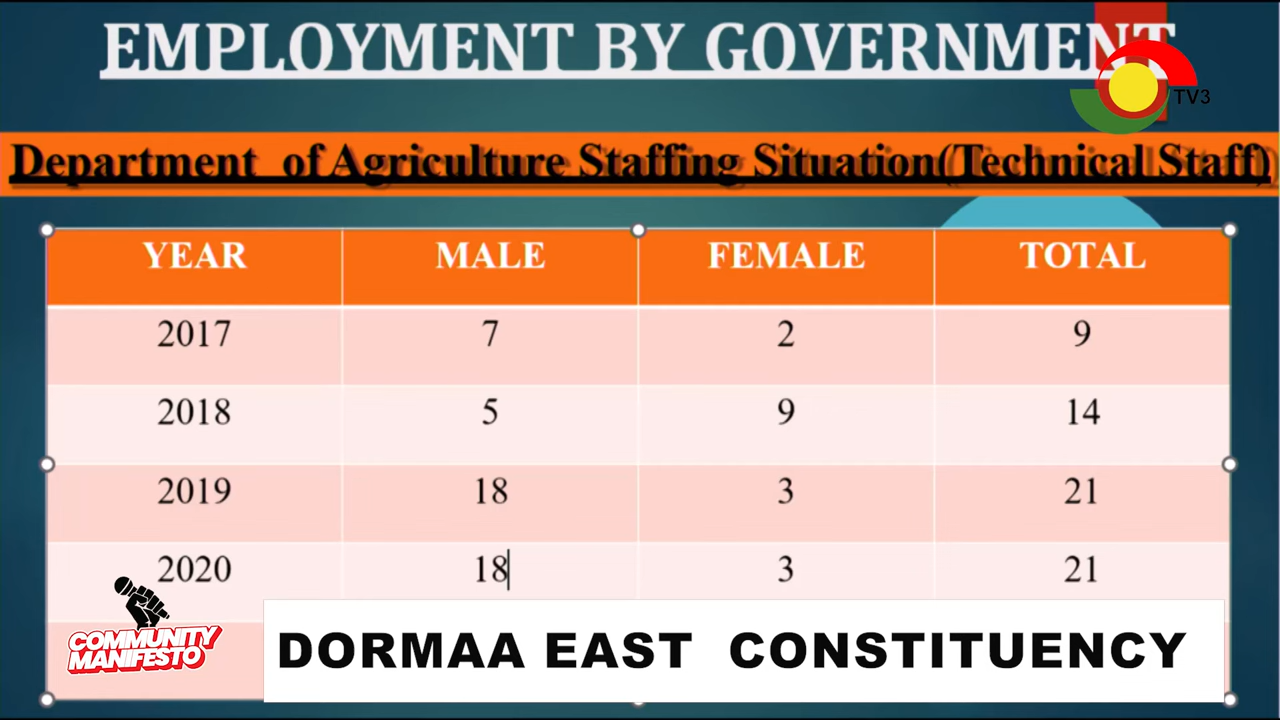 EMPLOYMENT BY GOVERNMENT
TV3
Department of Agriculture Staffing Situation(Technical Staff)
YEAR MALE FEMALE TOTAL
2017 7 2 9
2018 5 9 14
2019 18 3 21
2020 18 3 21
COMMUNITY
MANIFESTO
DORMAA EAST CONSTITUENCY